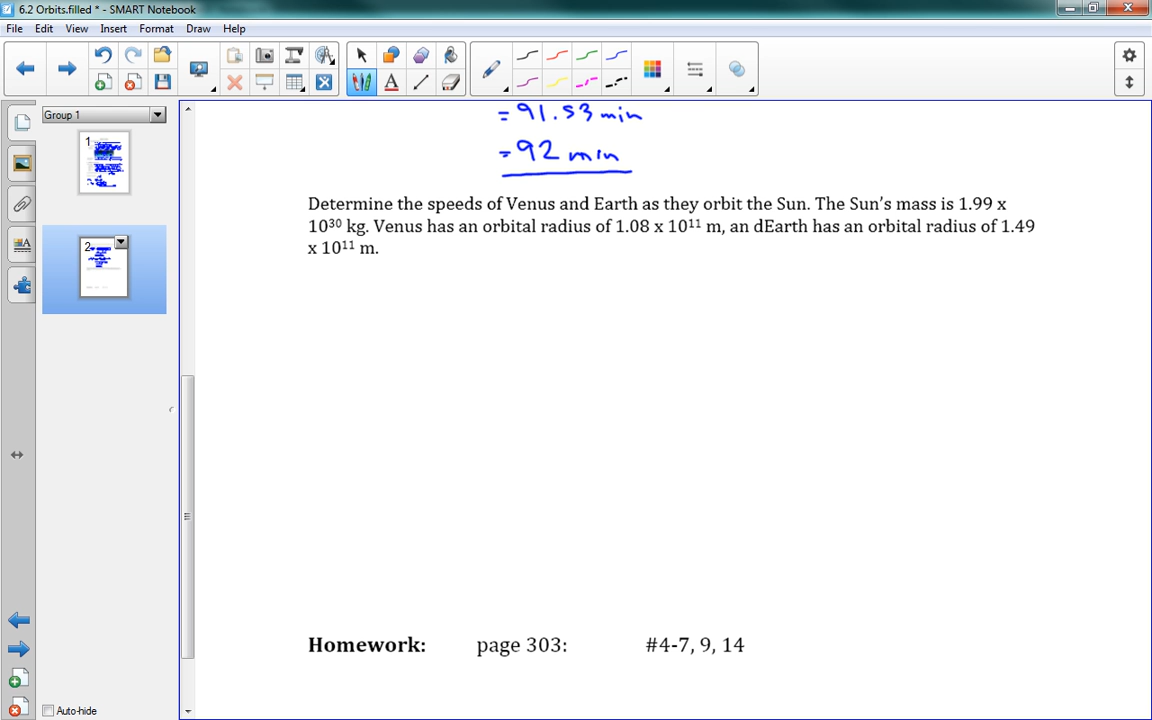 6.2 Orbits.filled * - SMART Notebook
File Edit View Insert Format Draw Help
Group 1
1
2
= 91.53 min
= 92 min
Determine the speeds of Venus and Earth as they orbit the Sun. The Sun's mass is 1.99 x
10³⁰ kg. Venus has an orbital radius of 1.08 x 10¹¹ m, an dEarth has an orbital radius of 1.49
x 10¹¹ m.
Homework: page 303: #4-7, 9, 14
Auto-hide